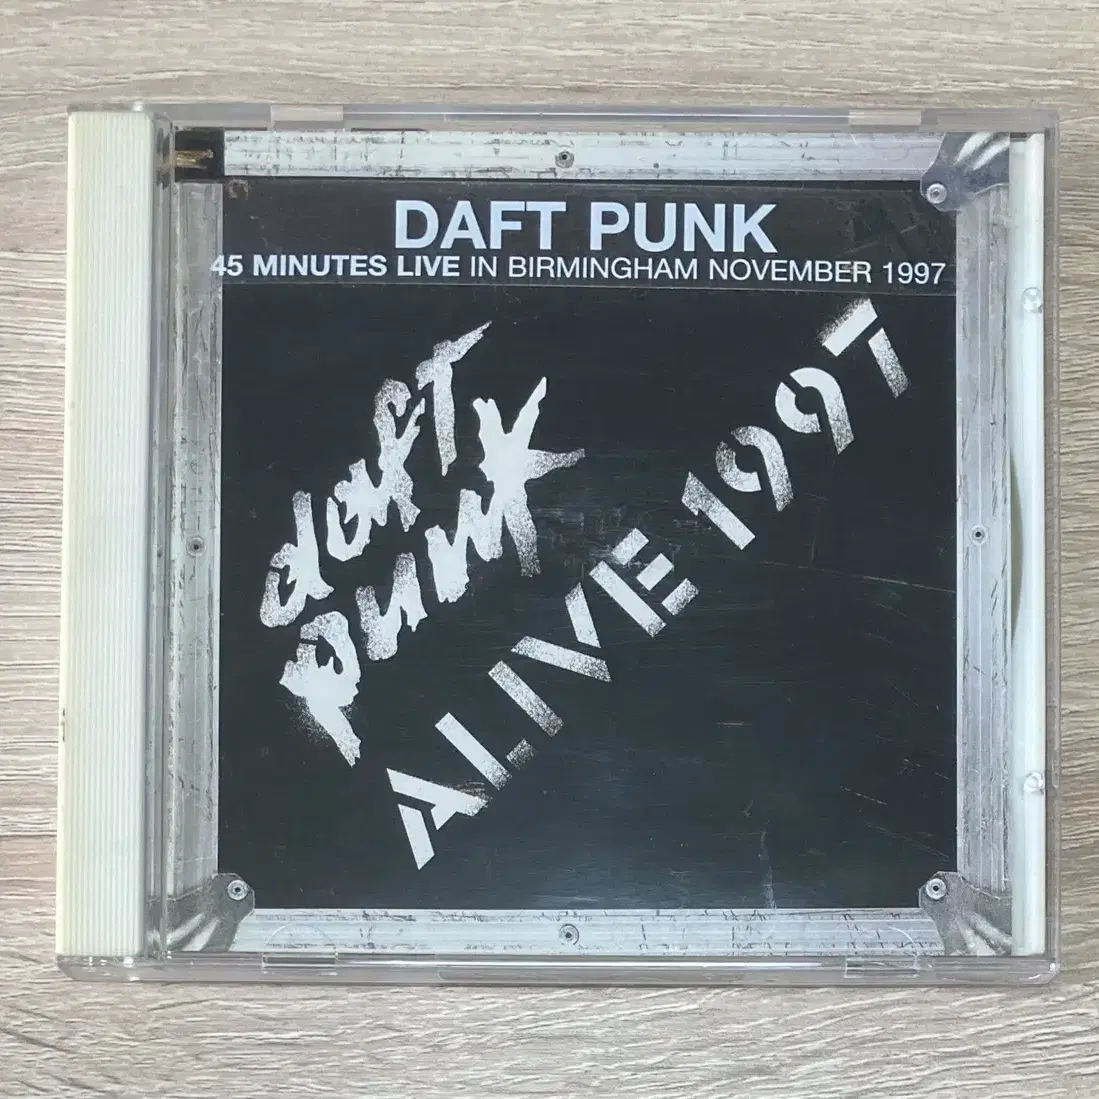 DAFT PUNK
45 MINUTES LIVE IN BIRMINGHAM NOVEMBER 1997
daft
punk
ALIVE 1997